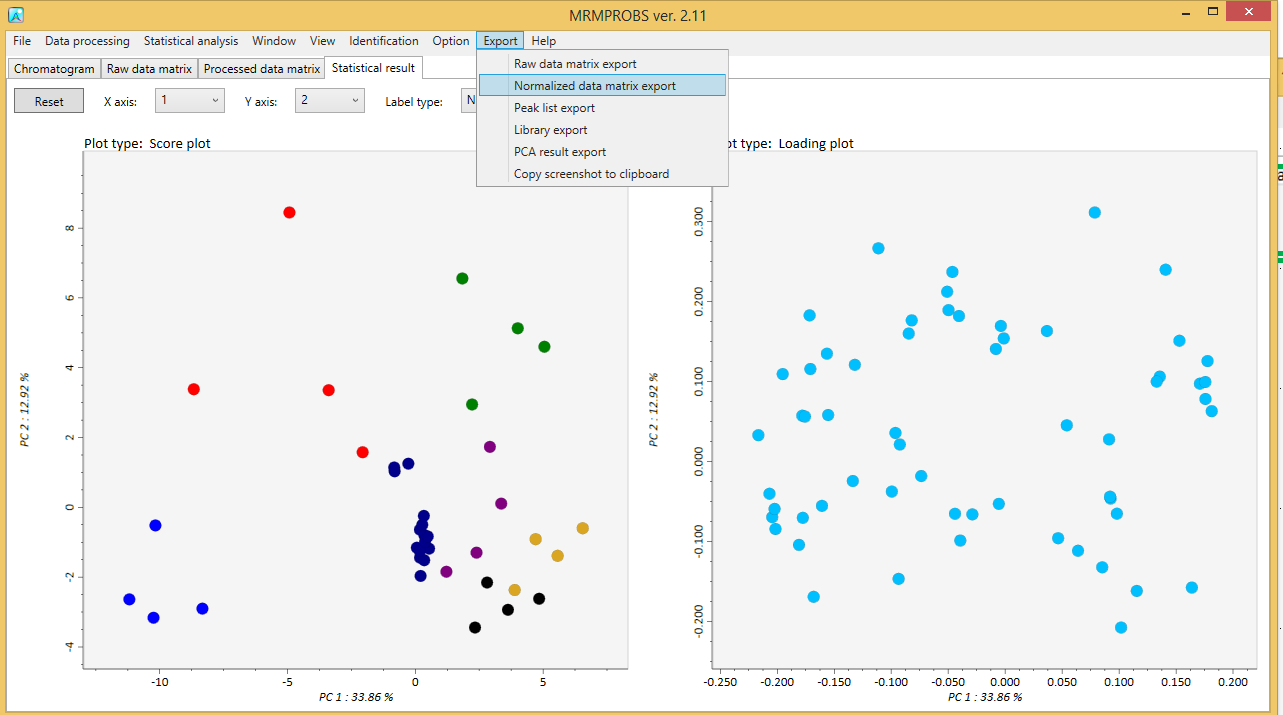 MRMPROBS ver. 2.11
File Data processing Statistical analysis Window View Identification Option Export Help
Chromatogram Raw data matrix Processed data matrix Statistical result
Reset X axis: 1 Y axis: 2 Label type: N
Raw data matrix export
Normalized data matrix export
Peak list export
Library export
PCA result export
Copy screenshot to clipboard
Plot type: Score plot
8
6
4
2
0
-2
-4
PC 2 : 12.92 %
-10 -5 0 5
PC 1 : 33.86 %
ot type: Loading plot
0.300
0.200
0.100
0.000
-0.100
-0.200
PC 2 : 12.92 %
-0.250 -0.200 -0.150 -0.100 -0.050 0.000 0.050 0.100 0.150 0.200
PC 1 : 33.86 %